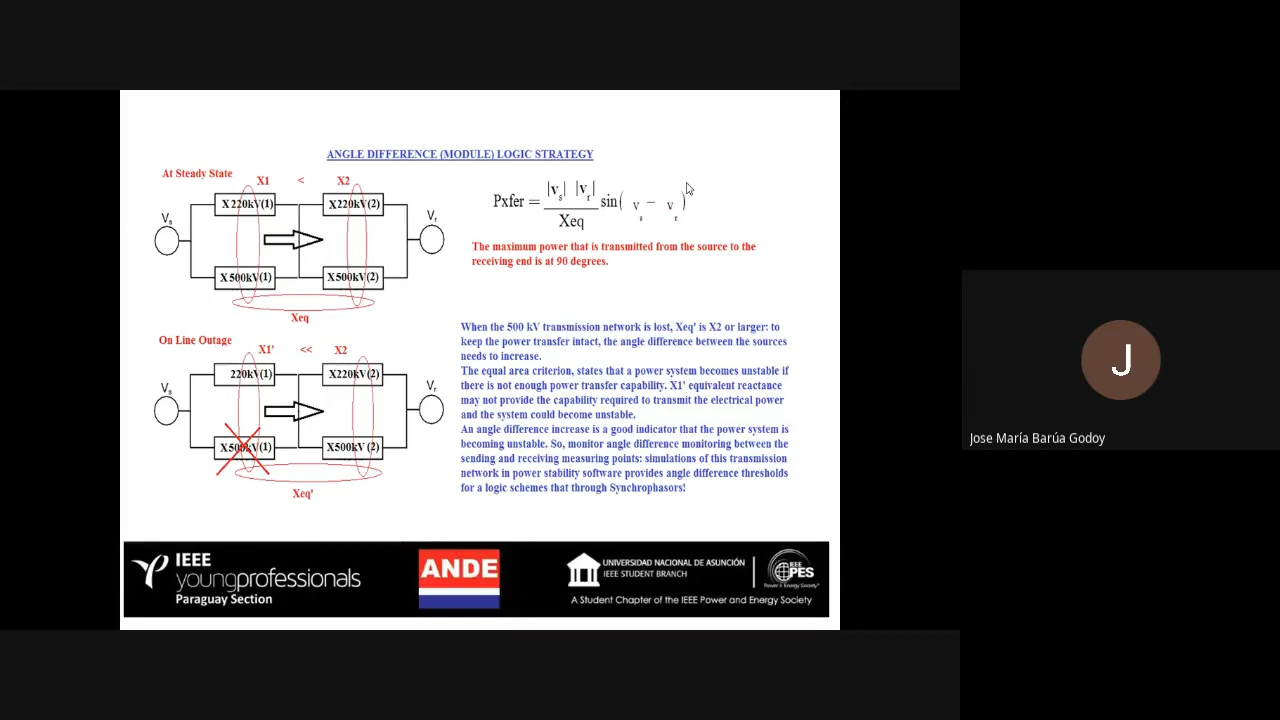 ANGLE DIFFERENCE (MODULE) LOGIC STRATEGY
At Steady State
X1 < X2
X220kV(1) X220kV(2)
Vs Vr
X500kV(1) X500kV(2)
Xeq
Pxfer = |Vs| |Vr| / Xeq sin( Vs − Vr )
The maximum power that is transmitted from the source to the
receiving end is at 90 degrees.
On Line Outage
X1' << X2
220kV(1) X220kV(2)
Vs Vr
X500kV(1) X500kV(2)
Xeq'
When the 500 kV transmission network is lost, Xeq' is X2 or larger: to
keep the power transfer intact, the angle difference between the sources
needs to increase.
The equal area criterion, states that a power system becomes unstable if
there is not enough power transfer capability. X1' equivalent reactance
may not provide the capability required to transmit the electrical power
and the system could become unstable.
An angle difference increase is a good indicator that the power system is
becoming unstable. So, monitor angle difference monitoring between the
sending and receiving measuring points: simulations of this transmission
network in power stability software provides angle difference thresholds
for a logic schemes that through Synchrophasors!
IEEE
youngprofessionals
Paraguay Section
ANDE
UNIVERSIDAD NACIONAL DE ASUNCIÓN
IEEE STUDENT BRANCH
IEEE
PES
Power & Energy Society®
A Student Chapter of the IEEE Power and Energy Society
J
Jose María Barúa Godoy